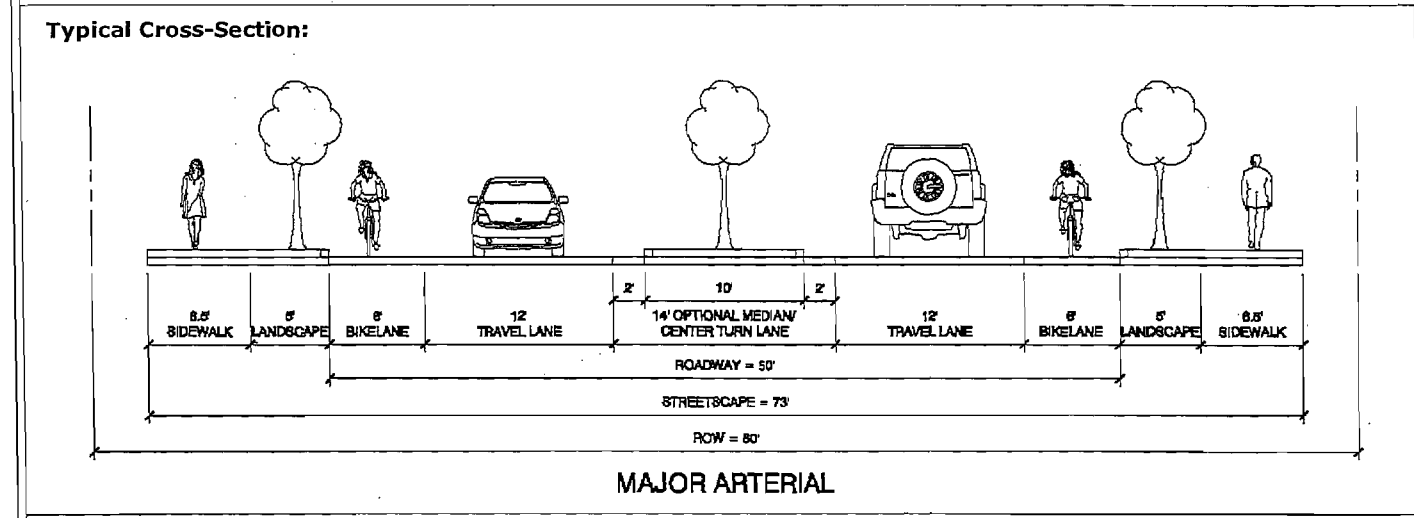 Typical Cross-Section:
2' 10' 2'
6.5' 5' 6' 12' 14' OPTIONAL MEDIAN/ 12' 6' 5' 6.5'
SIDEWALK LANDSCAPE BIKELANE TRAVEL LANE CENTER TURN LANE TRAVEL LANE BIKELANE LANDSCAPE SIDEWALK
ROADWAY = 50'
STREETSCAPE = 73'
ROW = 80'
MAJOR ARTERIAL